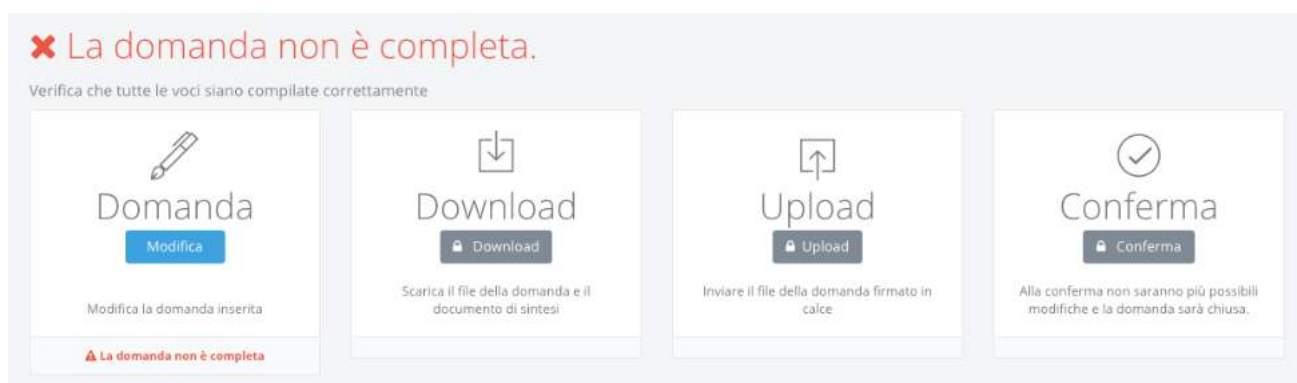 La domanda non è completa.
Verifica che tutte le voci siano compilate correttamente
Domanda
Modifica
Modifica la domanda inserita
La domanda non è completa
Download
Download
Scarica il file della domanda e il
documento di sintesi
Upload
Upload
Inviare il file della domanda firmato in
calce
Conferma
Conferma
Alla conferma non saranno più possibili
modifiche e la domanda sarà chiusa.